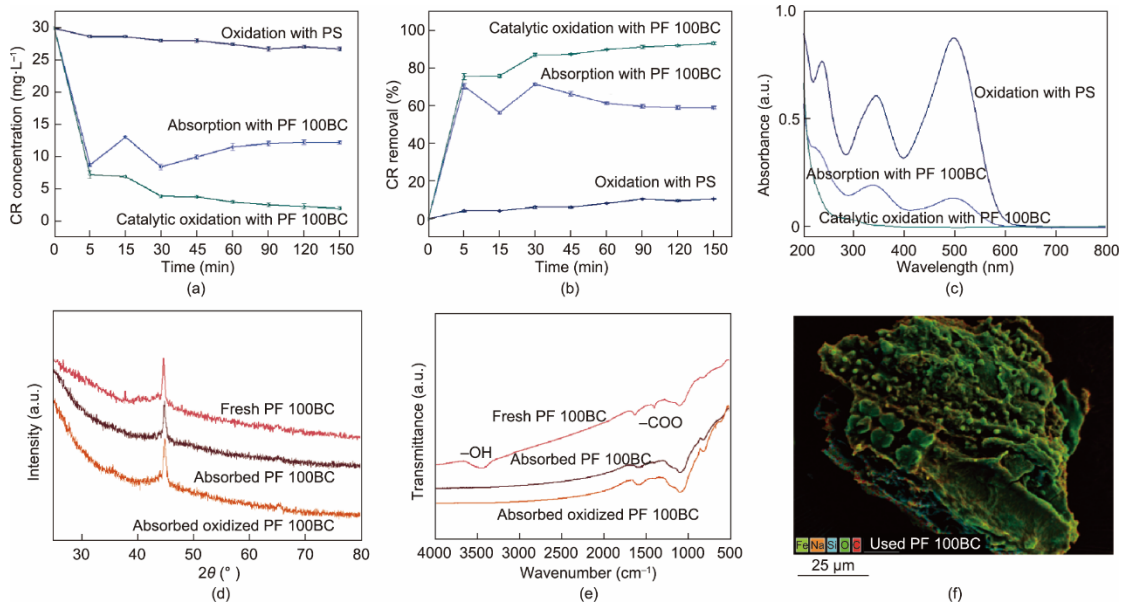 CR concentration (mg·L⁻¹)
30
25
20
15
10
5
0
Oxidation with PS
Absorption with PF 100BC
Catalytic oxidation with PF 100BC
0 5 15 30 45 60 90 120 150
Time (min)
(a)
CR removal (%)
100
80
60
40
20
0
Catalytic oxidation with PF 100BC
Absorption with PF 100BC
Oxidation with PS
0 5 15 30 45 60 90 120 150
Time (min)
(b)
Absorbance (a.u.)
1.0
0.5
0
Oxidation with PS
Absorption with PF 100BC
Catalytic oxidation with PF 100BC
200 300 400 500 600 700 800
Wavelength (nm)
(c)
Intensity (a.u.)
Fresh PF 100BC
Absorbed PF 100BC
Absorbed oxidized PF 100BC
30 40 50 60 70 80
2θ (°)
(d)
Transmittance (a.u.)
Fresh PF 100BC
–OH
–COO
Absorbed PF 100BC
Absorbed oxidized PF 100BC
4000 3500 3000 2500 2000 1500 1000 500
Wavenumber (cm⁻¹)
(e)
Fe Na Si O C Used PF 100BC
25 μm
(f)